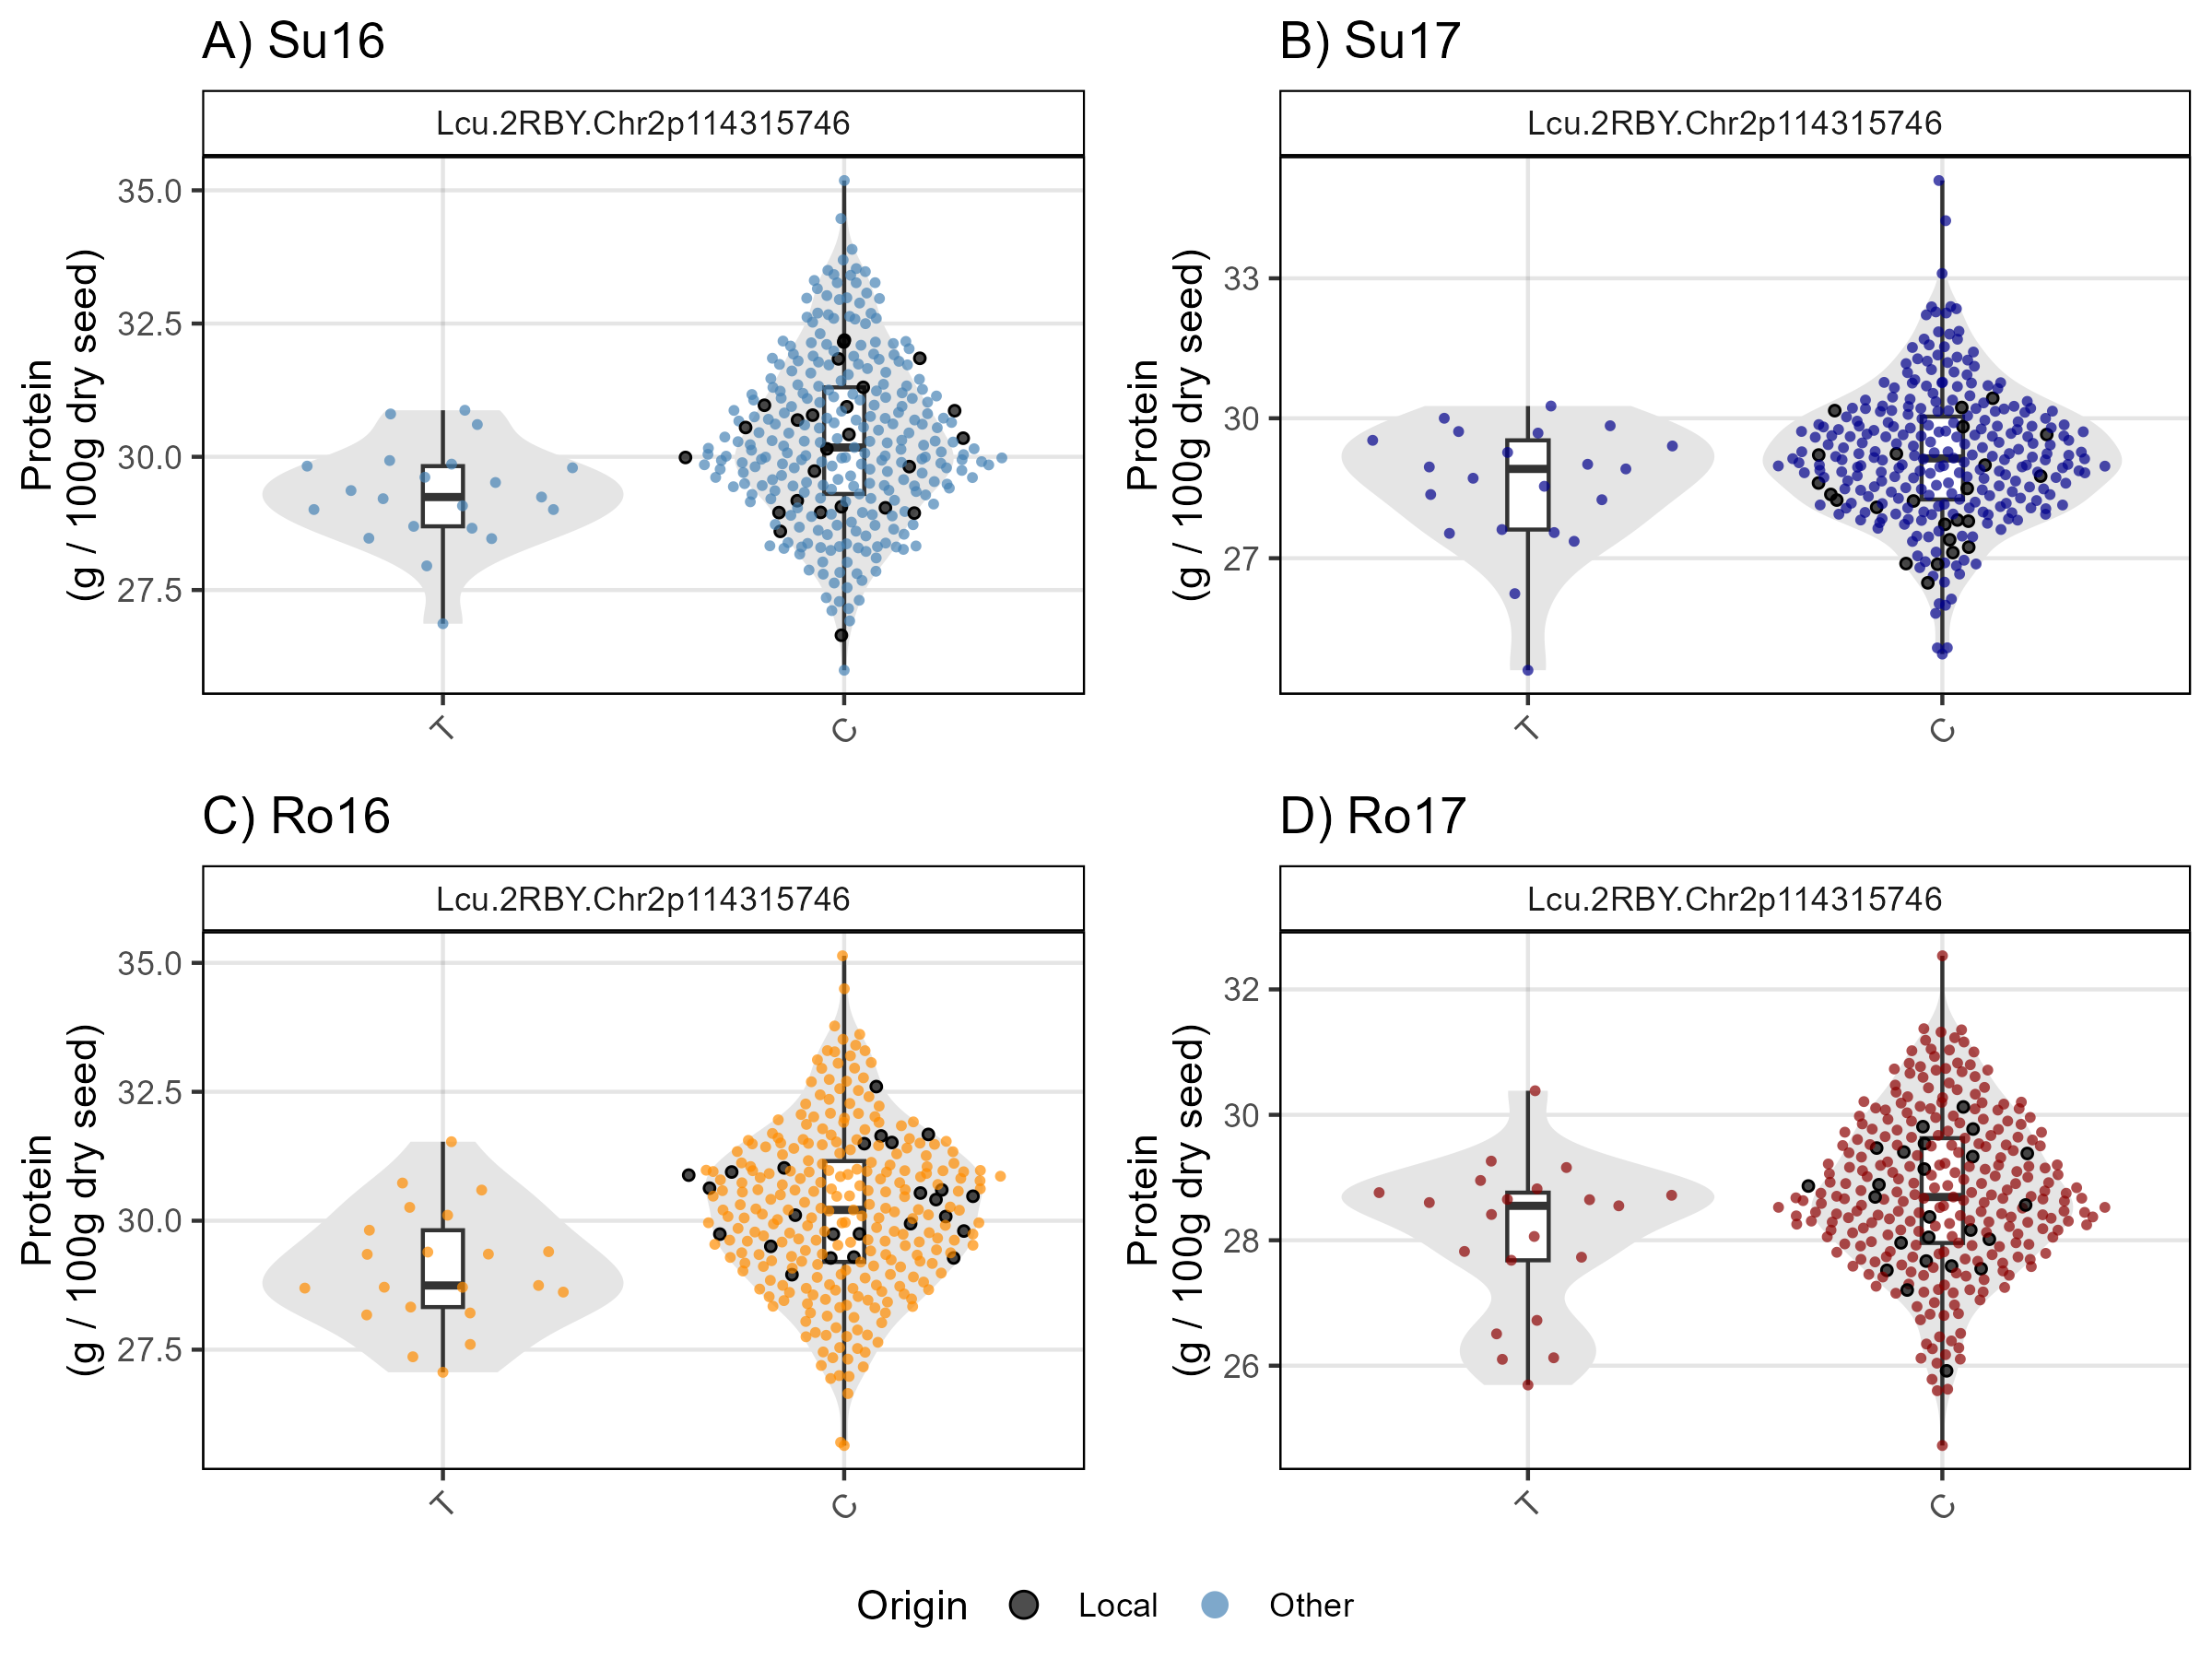 A) Su16
Lcu.2RBY.Chr2p114315746
Protein
(g / 100g dry seed)
35.0
32.5
30.0
27.5
T
C
B) Su17
Lcu.2RBY.Chr2p114315746
Protein
(g / 100g dry seed)
33
30
27
T
C
C) Ro16
Lcu.2RBY.Chr2p114315746
Protein
(g / 100g dry seed)
35.0
32.5
30.0
27.5
T
C
D) Ro17
Lcu.2RBY.Chr2p114315746
Protein
(g / 100g dry seed)
32
30
28
26
T
C
Origin Local Other